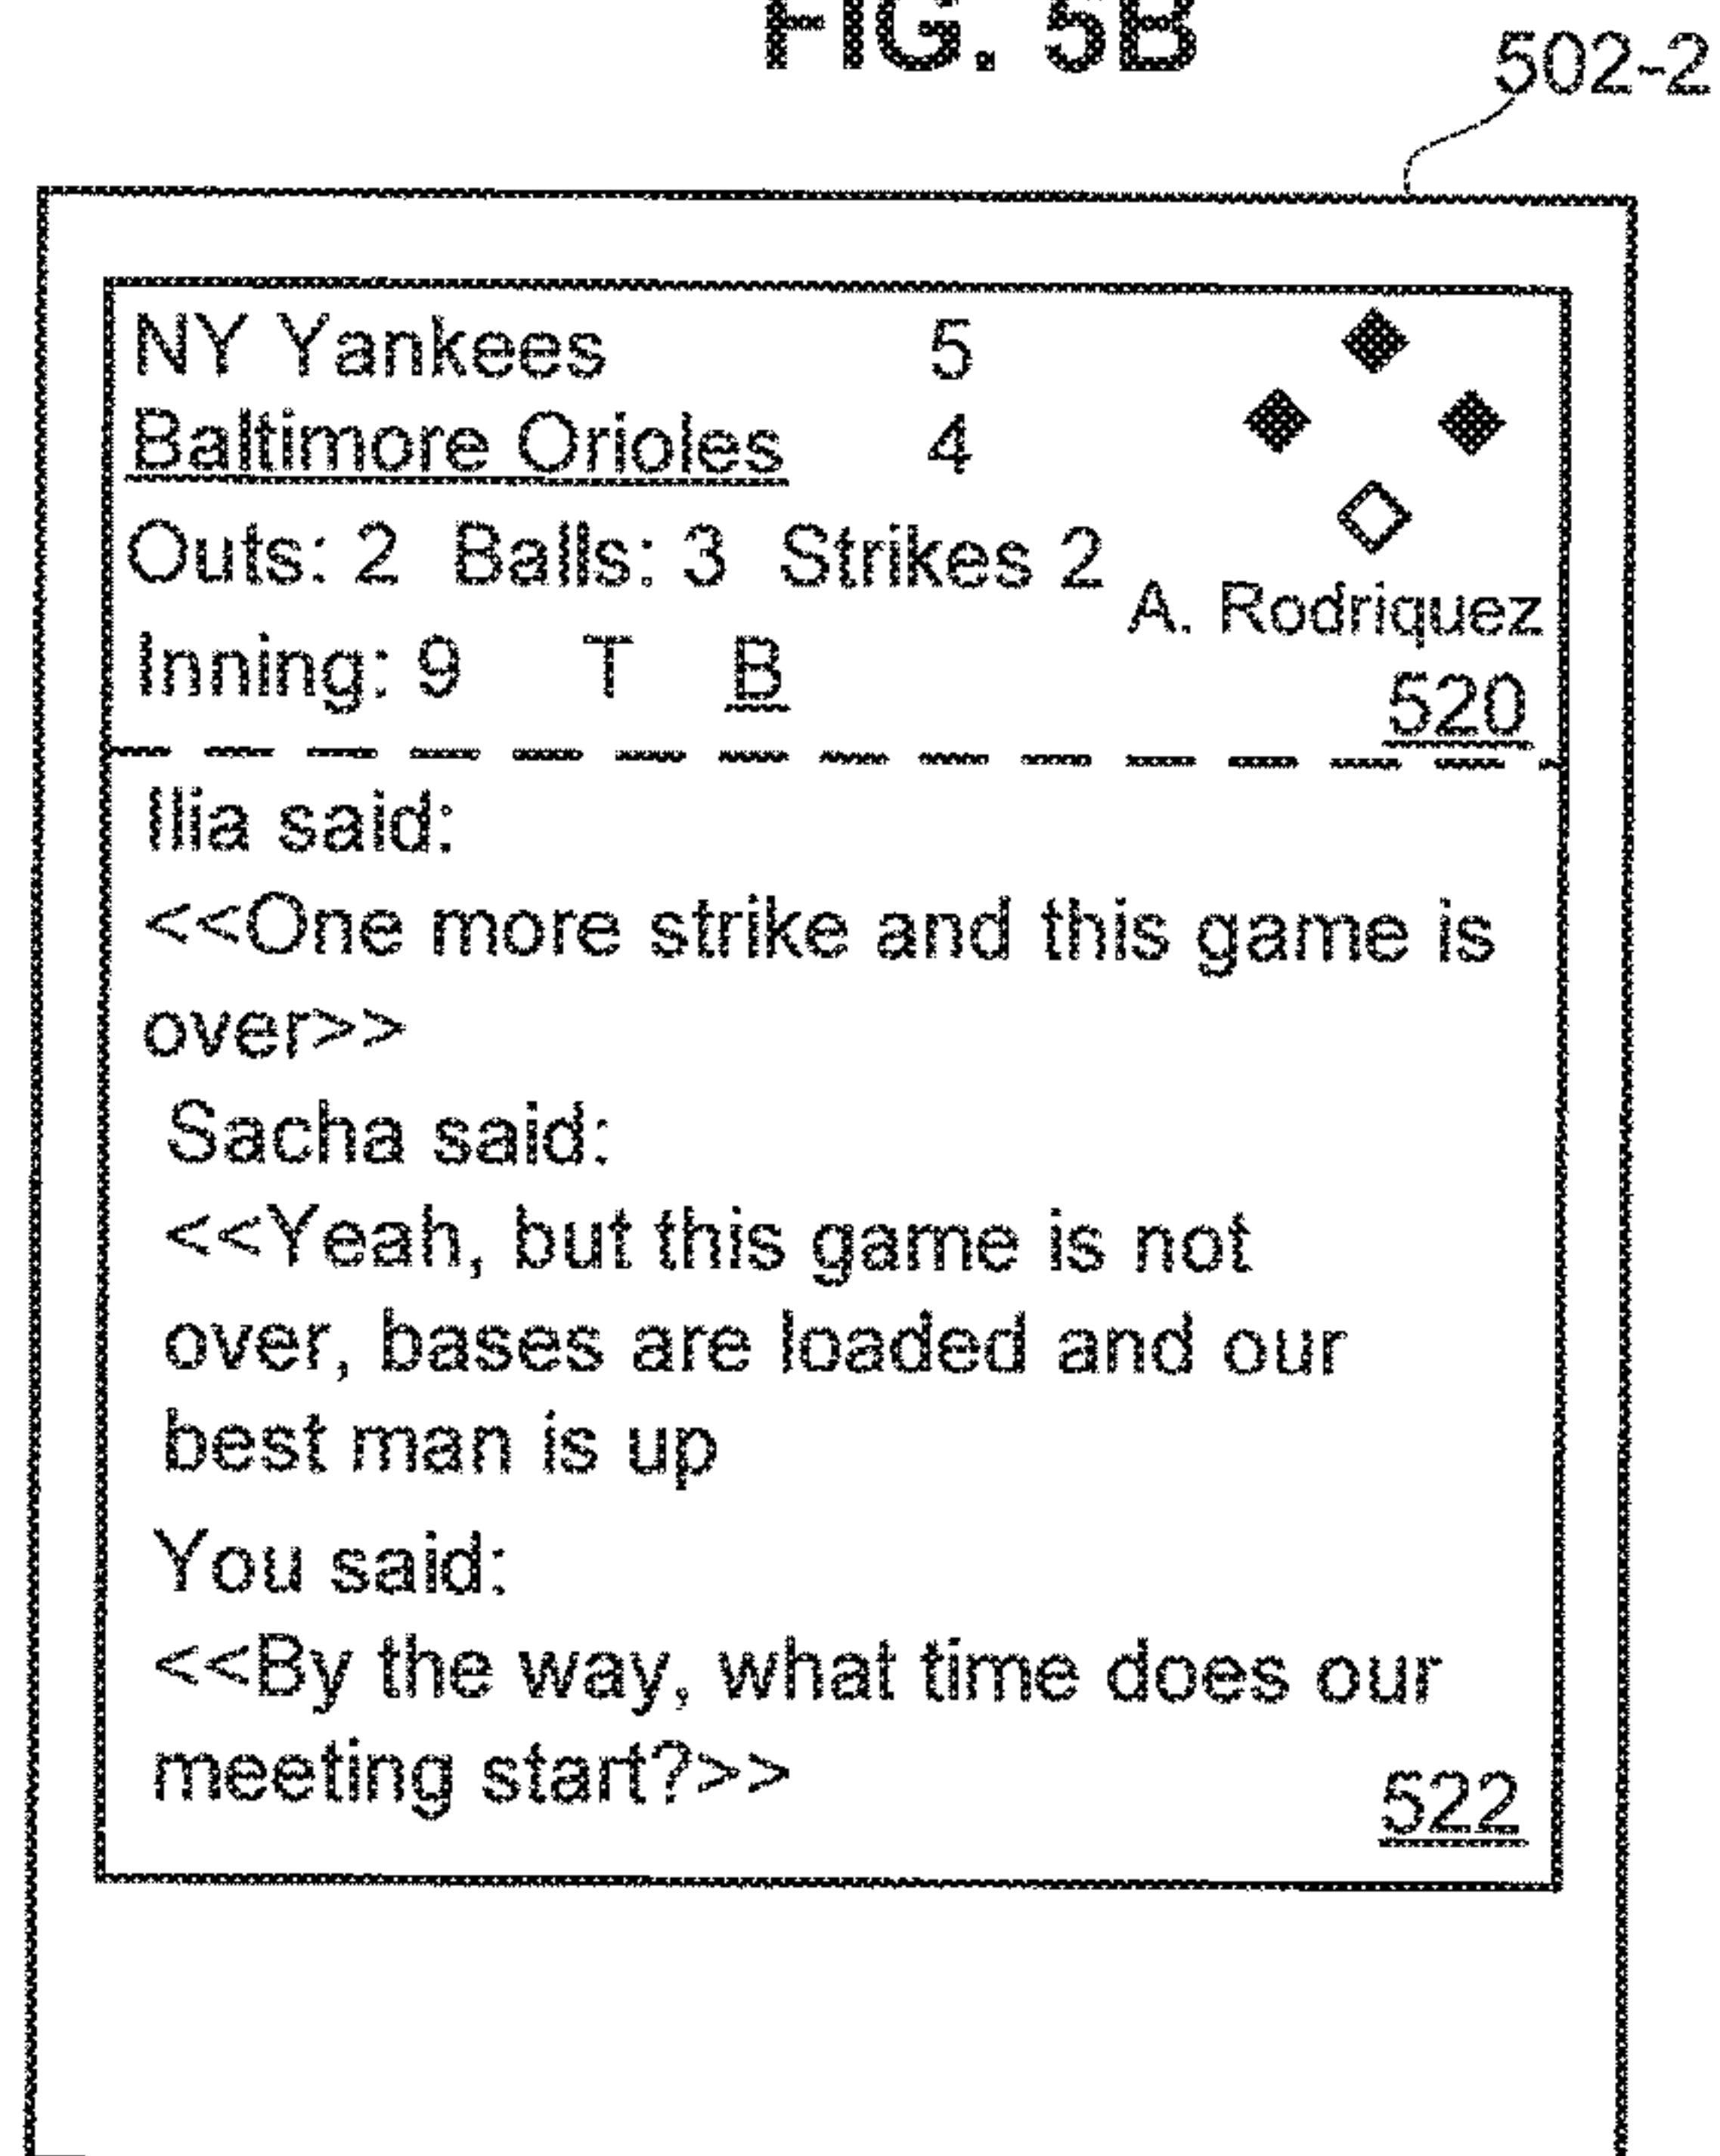 FIG. 5B
502-2
NY Yankees 5
Baltimore Orioles 4
Outs: 2 Balls: 3 Strikes 2
A. Rodriquez
Inning: 9 T B
520
Ilia said:
<<One more strike and this game is
over>>
Sacha said:
<<Yeah, but this game is not
over, bases are loaded and our
best man is up
You said:
<<By the way, what time does our
meeting start?>>
522